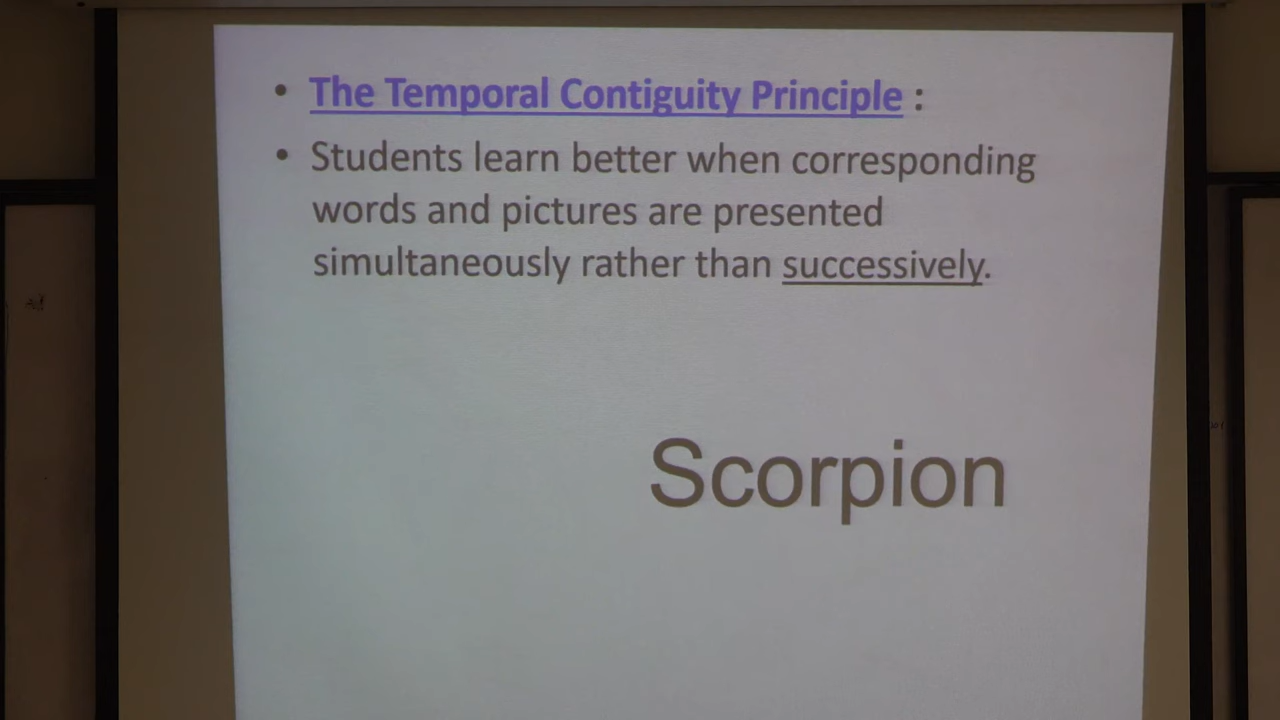 • The Temporal Contiguity Principle :
• Students learn better when corresponding
words and pictures are presented
simultaneously rather than successively.
Scorpion